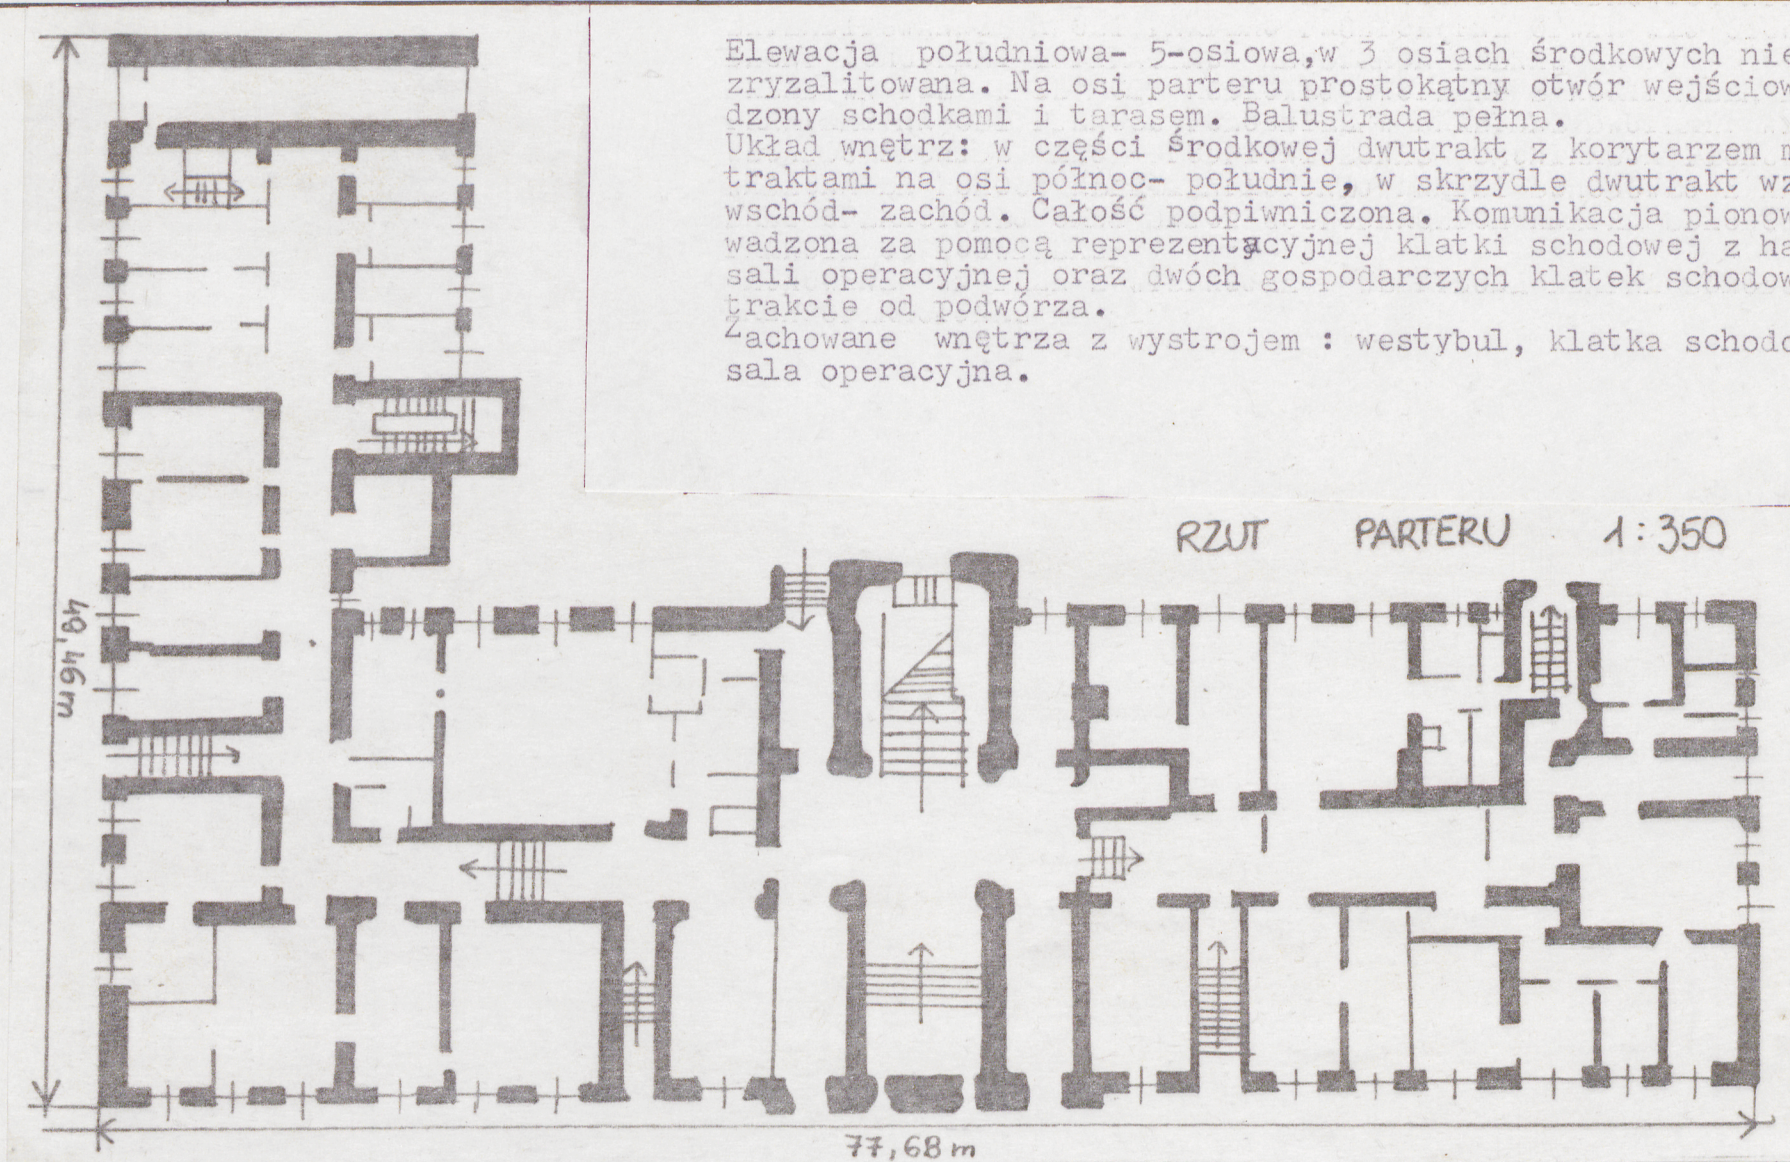 Elewacja południowa- 5-osiowa,w 3 osiach środkowych nie
zryzalitowana. Na osi parteru prostokątny otwór wejściow
dzony schodkami i tarasem. Balustrada pełna.
Układ wnętrz: w części środkowej dwutrakt z korytarzem m
traktami na osi północ- południe, w skrzydle dwutrakt wz
wschód- zachód. Całość podpiwniczona. Komunikacja pionow
wadzona za pomocą reprezentacyjnej klatki schodowej z ha
sali operacyjnej oraz dwóch gospodarczych klatek schodow
trakcie od podwórza.
Zachowane wnętrza z wystrojem : westybul, klatka schodo
sala operacyjna.
RZUT PARTERU 1:350
49,46 m
77,68 m